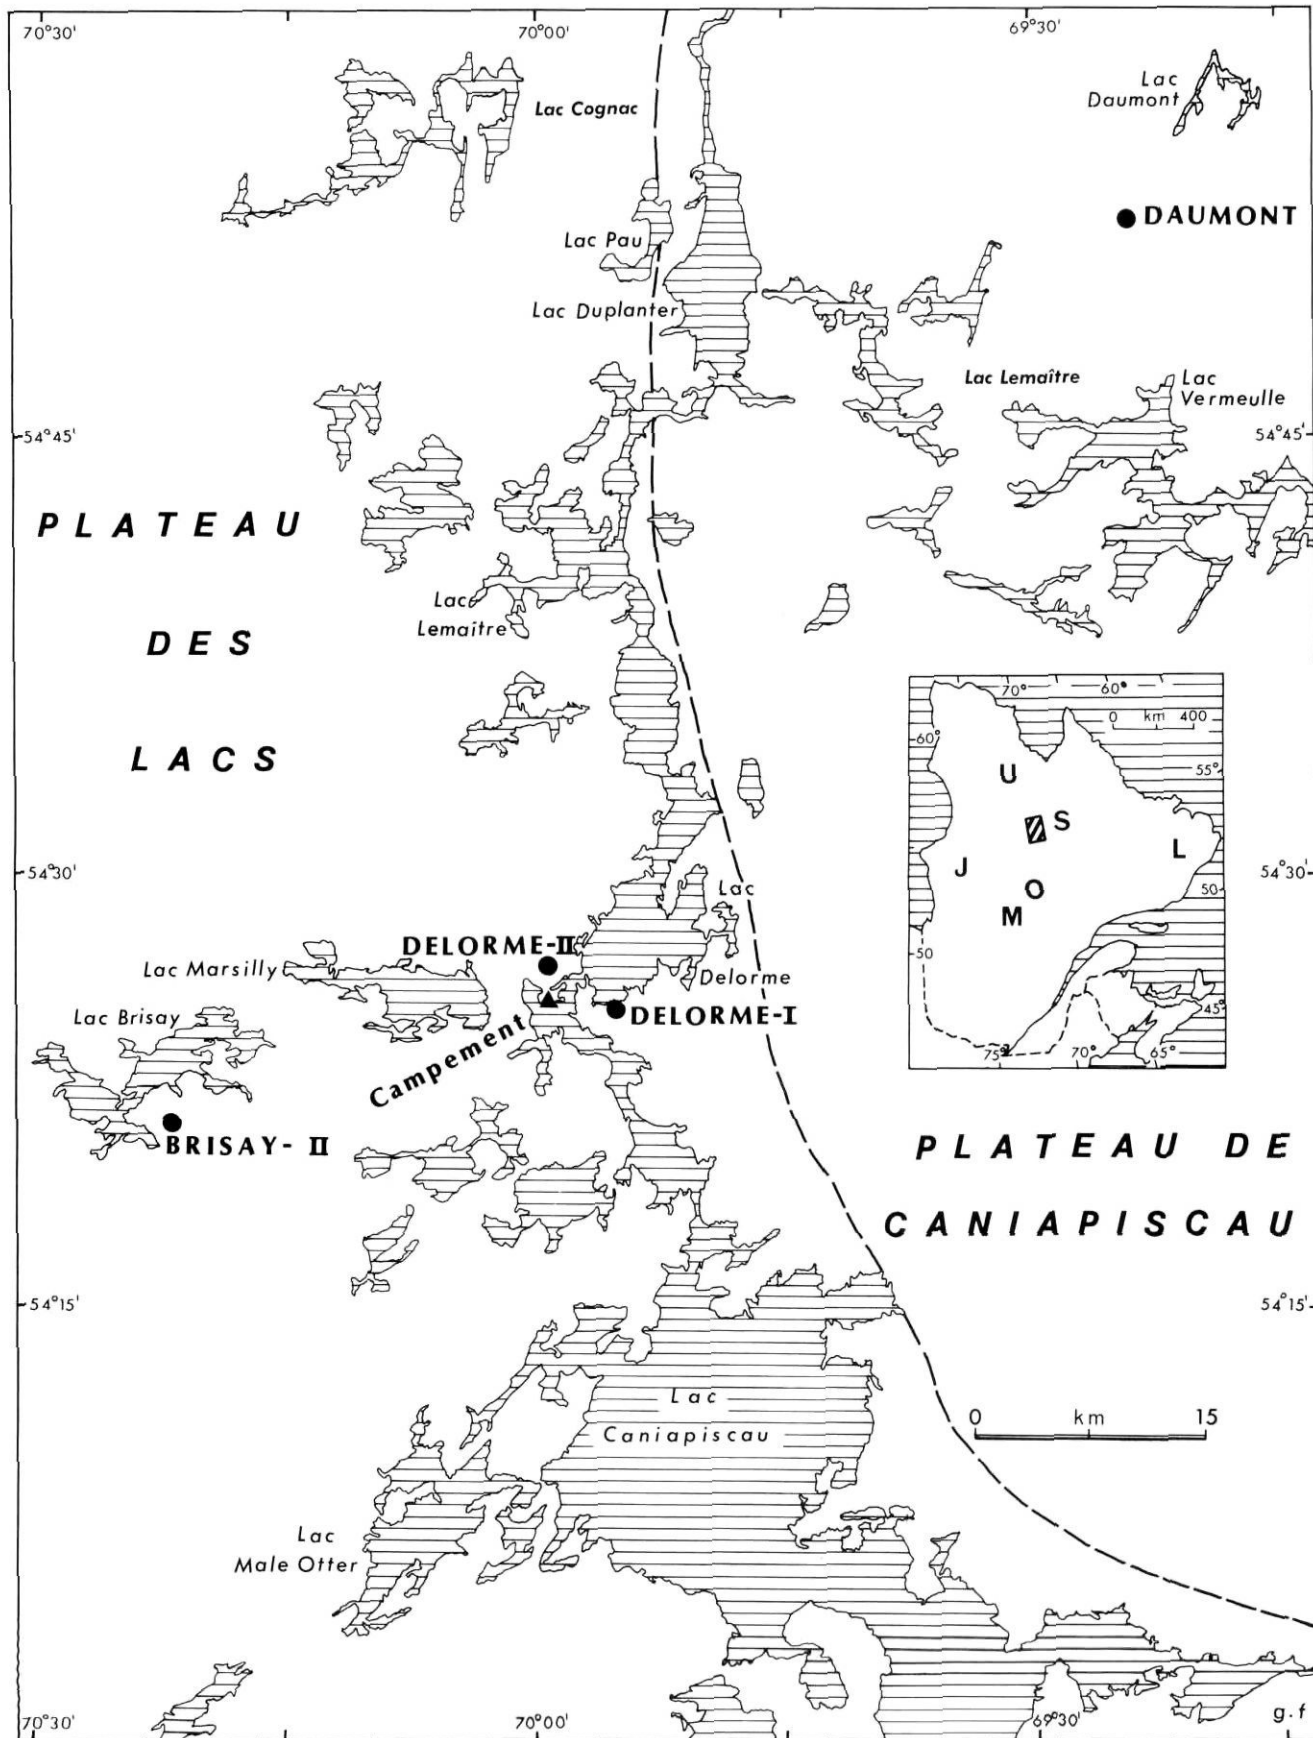 70°30'
70°00'
69°30'
Lac Cognac
Lac
Daumont
DAUMONT
Lac Pau
Lac Duplanter
Lac Lemaître
Lac
Vermeulle
54°45'
54°45'
PLATEAU
DES
LACS
Lac
Lemaître
70°
60°
0 km 400
60°
55°
U
S
J
L
O
M
50
50
45°
75°
70°
65°
54°30'
54°30'
Lac
Delorme
DELORME-II
Lac Marsilly
DELORME-I
Lac Brisay
Campement
BRISAY-II
PLATEAU DE
CANIAPISCAU
54°15'
54°15'
Lac
Caniapiscau
0 km 15
Lac
Male Otter
g.f
70°30'
70°00'
69°30'